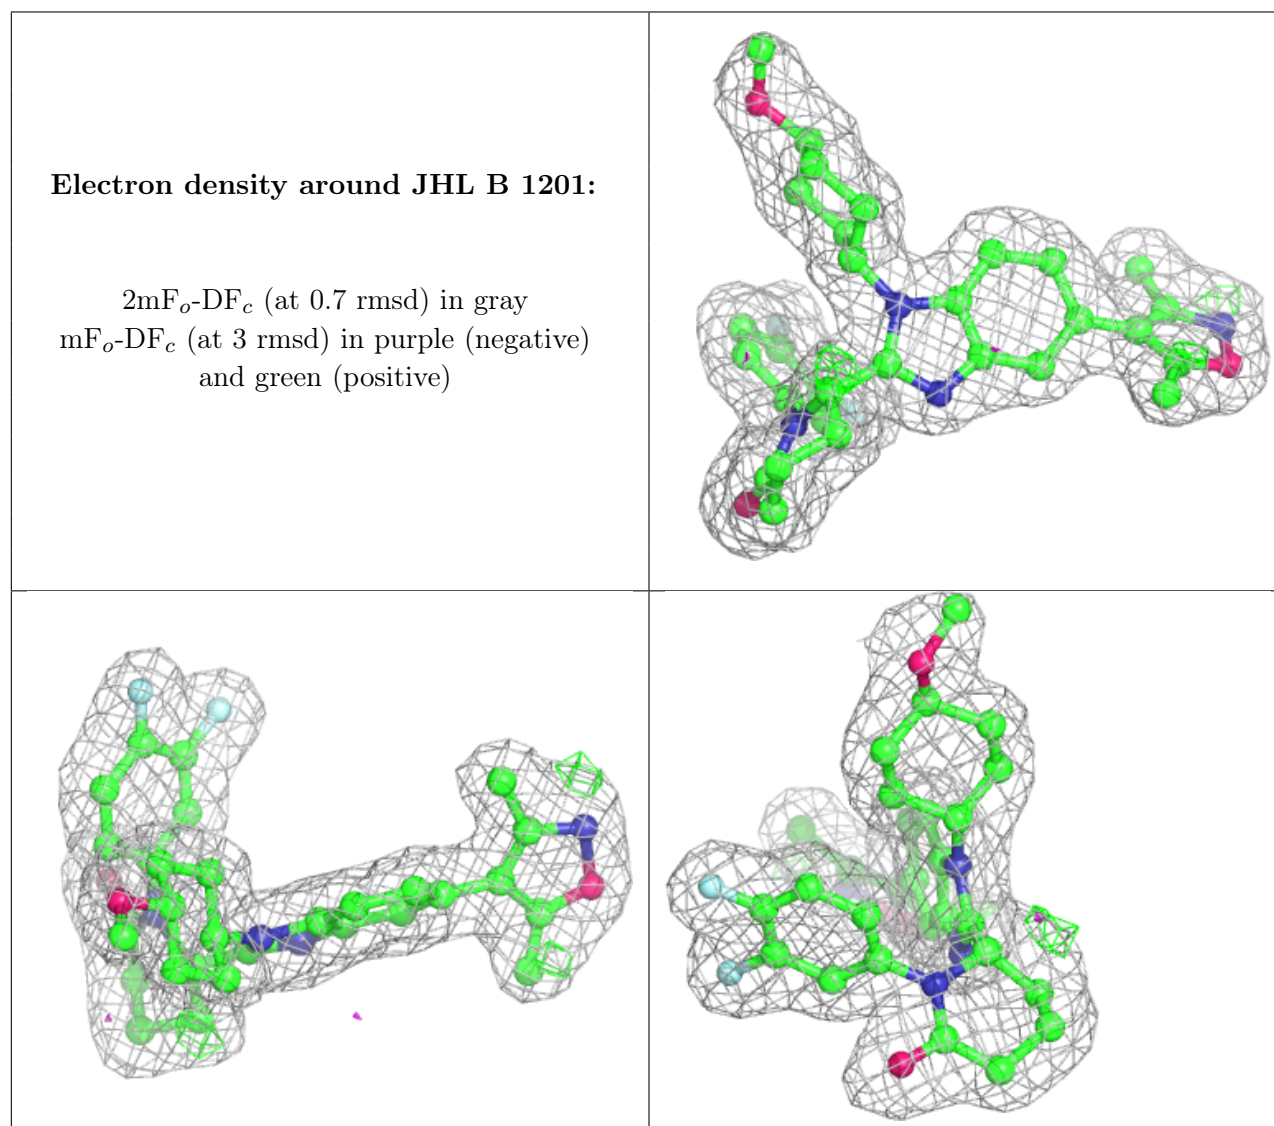 Electron density around JHL B 1201:
2mFₒ-DF𝒸 (at 0.7 rmsd) in gray
mFₒ-DF𝒸 (at 3 rmsd) in purple (negative)
and green (positive)